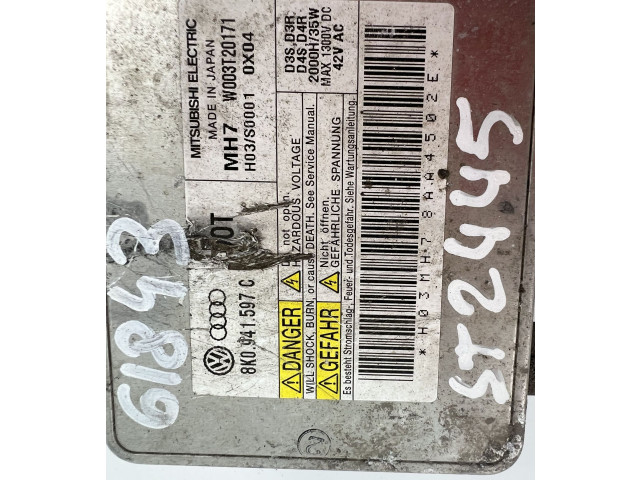 MITSUBISHI ELECTRIC
MADE IN JAPAN
MH7 W003T20171
H03/S0001 0X04
D3S, D3R
D4S, D4R
2000H/35W
MAX 1300V DC
42V AC
0T
8K0.941.597 C
DANGER
not open.
HAZARDOUS VOLTAGE
WILL SHOCK, BURN, or cause DEATH. See Service Manual.
GEFAHR
Nicht öffnen.
GEFÄHRLICHE SPANNUNG
Es besteht Stromschlag-, Feuer- und Todesgefahr. Siehe Wartungsanleitung.
*H03MH78AA4502E*
61843
ST2445